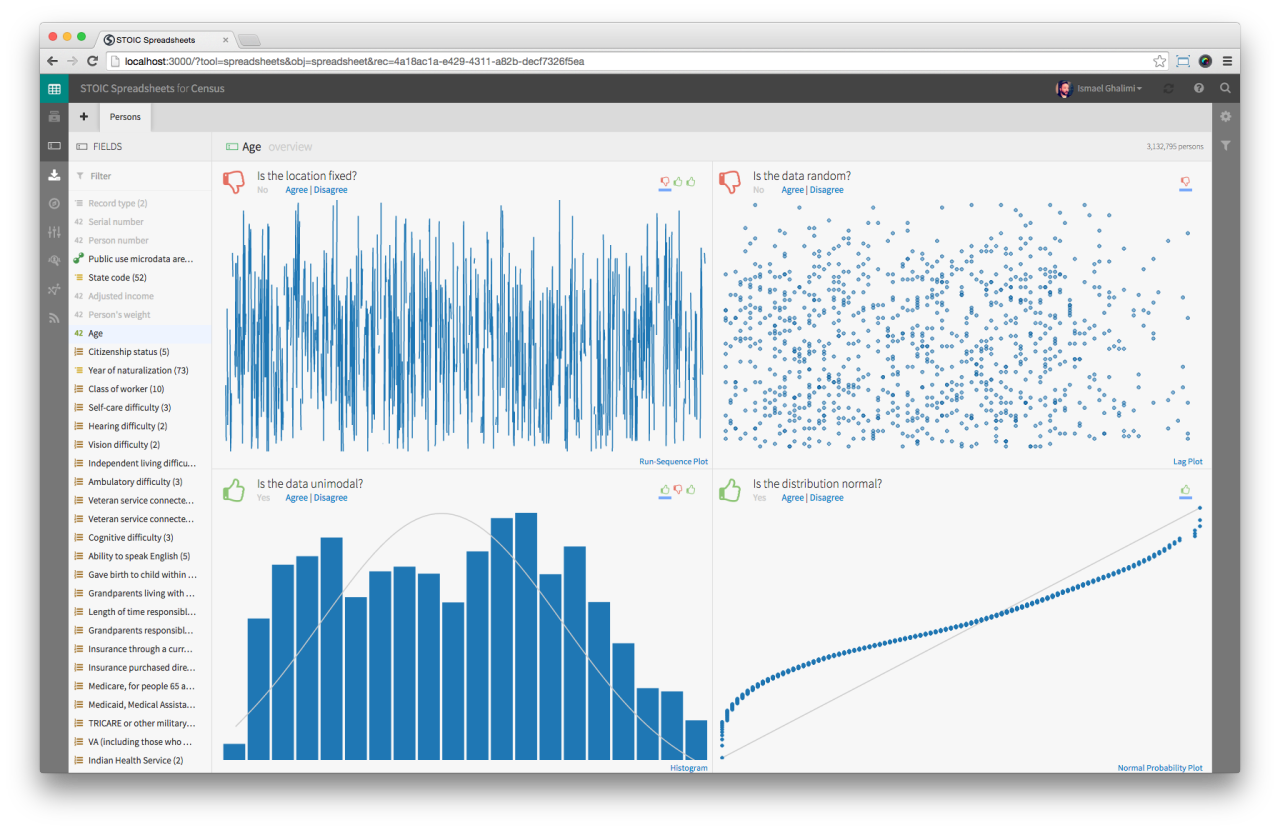 STOIC Spreadsheets
localhost:3000/?tool=spreadsheets&obj=spreadsheet&rec=4a18ac1a-e429-4311-a82b-decf7326f5ea
STOIC Spreadsheets for Census
Ismael Ghalimi
Persons
FIELDS
Age overview
3,132,795 persons
Filter
Record type (2)
42 Serial number
42 Person number
Public use microdata are...
State code (52)
42 Adjusted income
42 Person's weight
42 Age
Citizenship status (5)
Year of naturalization (73)
Class of worker (10)
Self-care difficulty (3)
Hearing difficulty (2)
Vision difficulty (2)
Independent living difficu...
Ambulatory difficulty (3)
Veteran service connecte...
Veteran service connecte...
Cognitive difficulty (3)
Ability to speak English (5)
Gave birth to child within ...
Grandparents living with ...
Length of time responsibl...
Grandparents responsibl...
Insurance through a curr...
Insurance purchased dire...
Medicare, for people 65 a...
Medicaid, Medical Assista...
TRICARE or other military...
VA (including those who ...
Indian Health Service (2)
Is the location fixed?
No Agree | Disagree
Run-Sequence Plot
Is the data random?
No Agree | Disagree
Lag Plot
Is the data unimodal?
Yes Agree | Disagree
Histogram
Is the distribution normal?
Yes Agree | Disagree
Normal Probability Plot